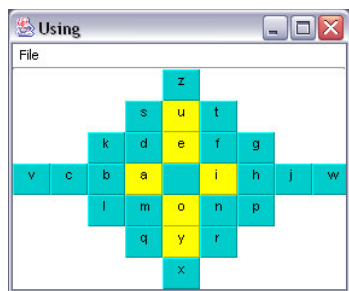 Using
File
z
s u t
k d e f g
v c b a i h j w
l m o n p
q y r
x